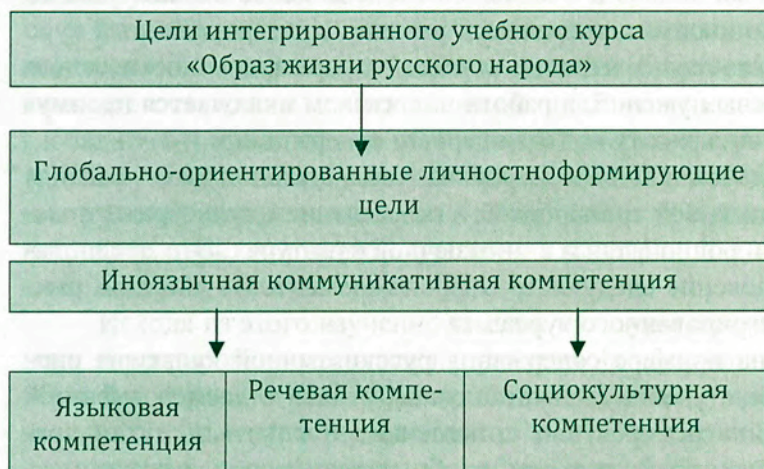 Цели интегрированного учебного курса
«Образ жизни русского народа»
Глобально-ориентированные личностноформирующие
цели
Иноязычная коммуникативная компетенция
Языковая
компетенция
Речевая компе-
тенция
Социокультурная
компетенция